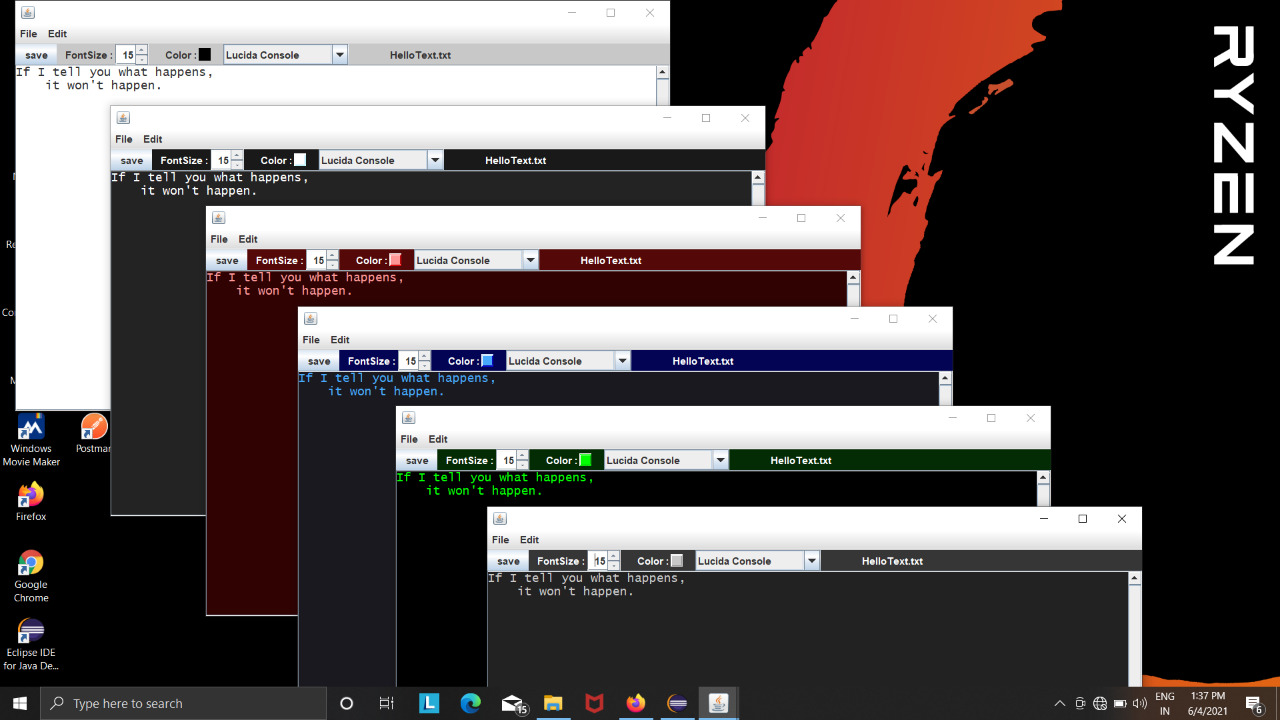 File Edit
save FontSize : 15 Color : Lucida Console HelloText.txt
If I tell you what happens,
it won't happen.
File Edit
save FontSize : 15 Color : Lucida Console HelloText.txt
If I tell you what happens,
it won't happen.
File Edit
save FontSize : 15 Color : Lucida Console HelloText.txt
If I tell you what happens,
it won't happen.
File Edit
save FontSize : 15 Color : Lucida Console HelloText.txt
If I tell you what happens,
it won't happen.
File Edit
save FontSize : 15 Color : Lucida Console HelloText.txt
If I tell you what happens,
it won't happen.
File Edit
save FontSize : 15 Color : Lucida Console HelloText.txt
If I tell you what happens,
it won't happen.
RYZEN
Windows
Movie Maker
Firefox
Google
Chrome
Eclipse IDE
for Java De...
Type here to search
L
15
ENG
IN
1:37 PM
6/4/2021
6